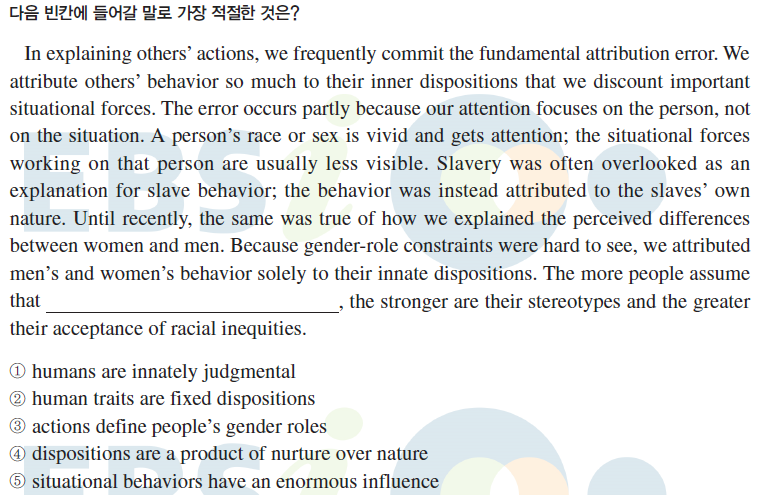 다음 빈칸에 들어갈 말로 가장 적절한 것은?
In explaining others' actions, we frequently commit the fundamental attribution error. We
attribute others' behavior so much to their inner dispositions that we discount important
situational forces. The error occurs partly because our attention focuses on the person, not
on the situation. A person's race or sex is vivid and gets attention; the situational forces
working on that person are usually less visible. Slavery was often overlooked as an
explanation for slave behavior; the behavior was instead attributed to the slaves' own
nature. Until recently, the same was true of how we explained the perceived differences
between women and men. Because gender-role constraints were hard to see, we attributed
men's and women's behavior solely to their innate dispositions. The more people assume
that ______________________________, the stronger are their stereotypes and the greater
their acceptance of racial inequities.
① humans are innately judgmental
② human traits are fixed dispositions
③ actions define people's gender roles
④ dispositions are a product of nurture over nature
⑤ situational behaviors have an enormous influence